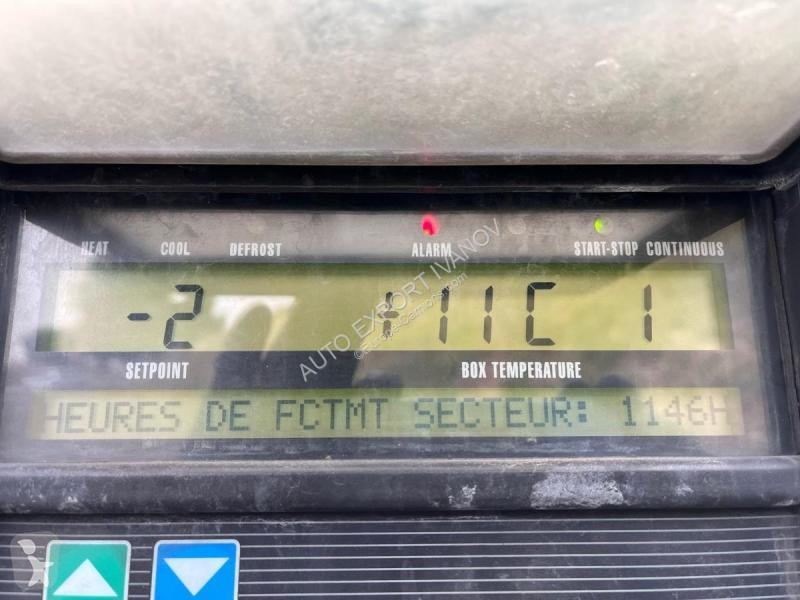 HEAT COOL DEFROST ALARM START-STOP CONTINUOUS
-2 +11C 1
SETPOINT BOX TEMPERATURE
HEURES DE FCTMT SECTEUR: 1146H
AUTO EXPORT IVANOV